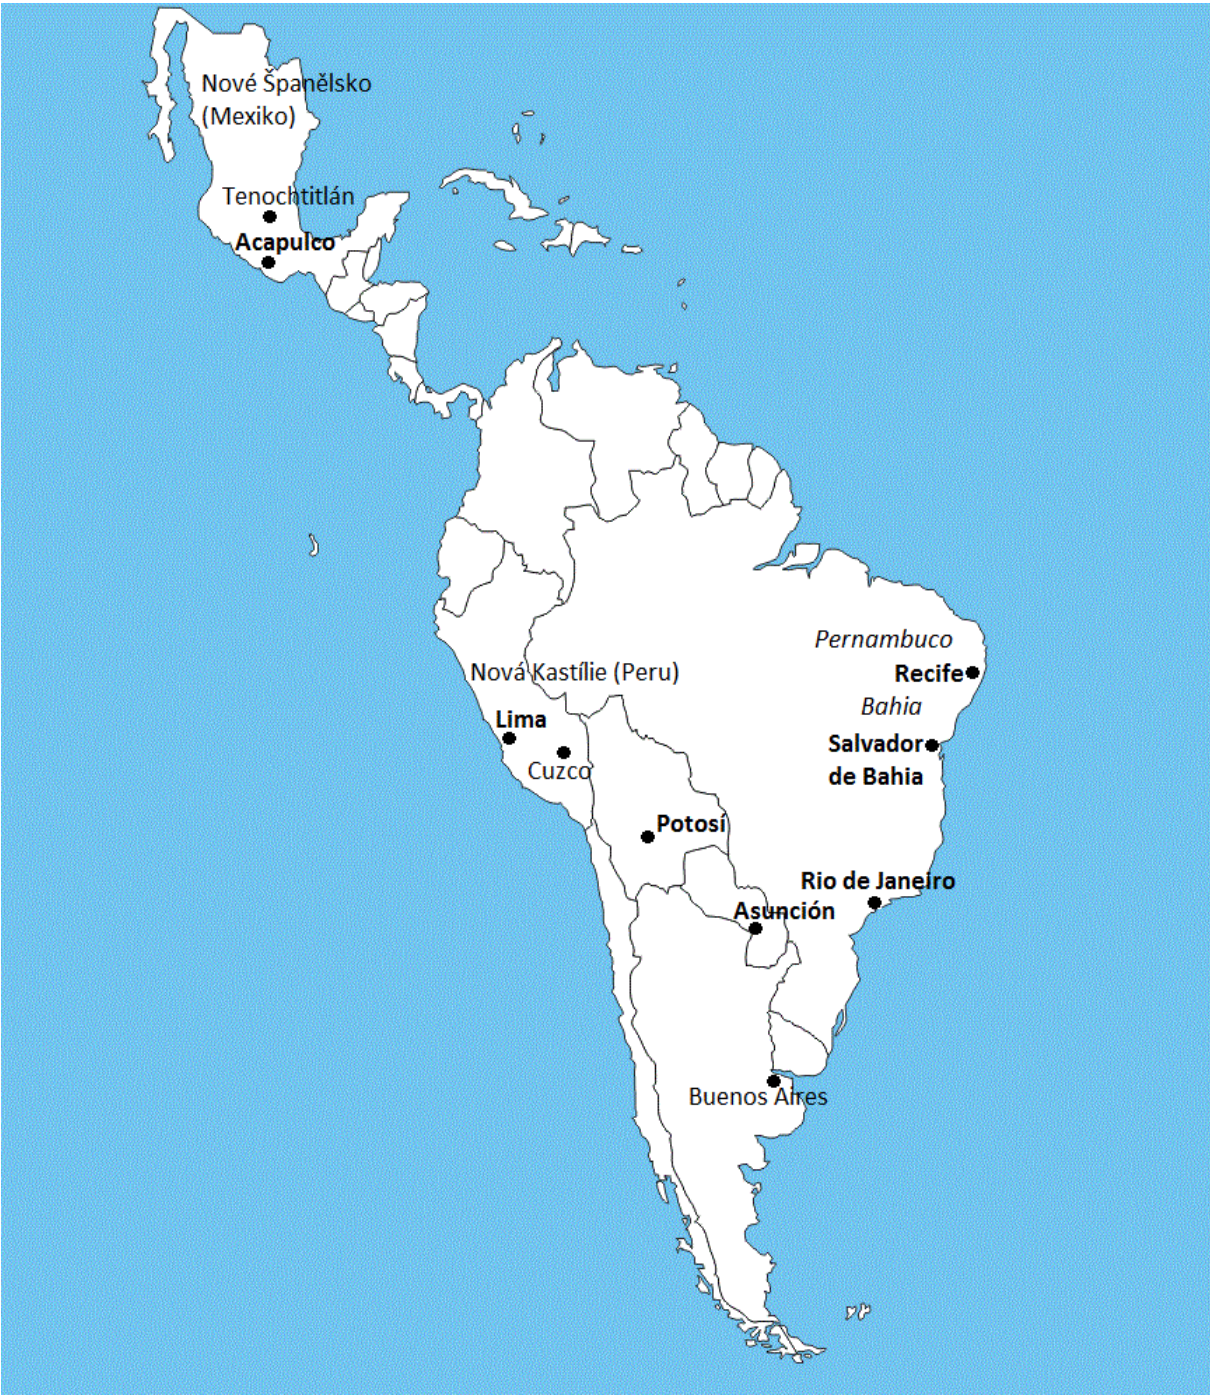 Nové Španělsko
(Mexiko)
Tenochtitlán
Acapulco
Pernambuco
Recife
Nová Kastílie (Peru)
Bahia
Lima
Salvador
de Bahia
Cuzco
Potosí
Rio de Janeiro
Asunción
Buenos Aires